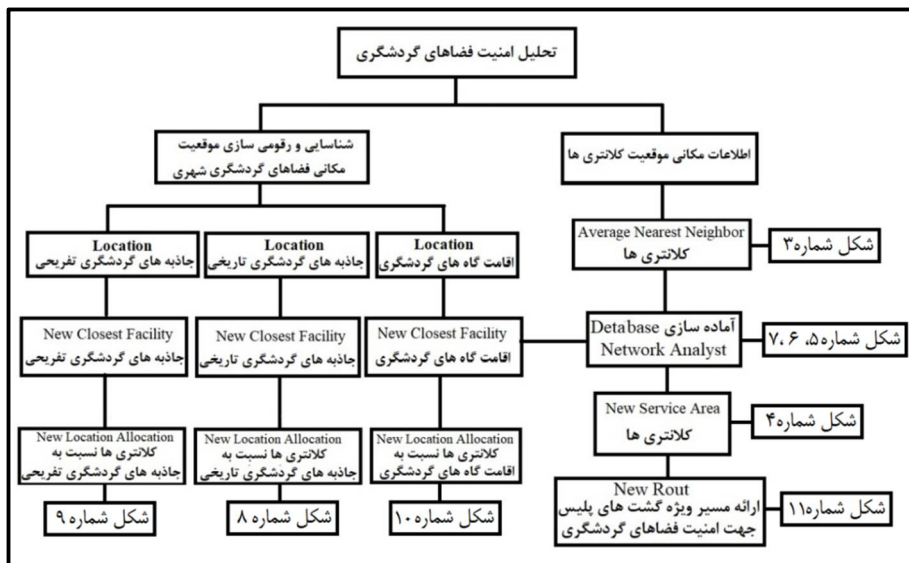 تحلیل امنیت فضاهای گردشگری
شناسایی و رقومی سازی موقعیت
مکانی فضاهای گردشگری شهری
اطلاعات مکانی موقعیت کلانتری ها
Location
جاذبه های گردشگری تفریحی
Location
جاذبه های گردشگری تاریخی
Location
اقامت گاه های گردشگری
Average Nearest Neighbor
کلانتری ها
شکل شماره۳
New Closest Facility
جاذبه های گردشگری تفریحی
New Closest Facility
جاذبه های گردشگری تاریخی
New Closest Facility
اقامت گاه های گردشگری
آماده سازی Detabase
Network Analyst
شکل شماره۵، ۶ ،۷
New Service Area
کلانتری ها
شکل شماره۴
New Location Allocation
کلانتری ها نسبت به
جاذبه های گردشگری تفریحی
New Location Allocation
کلانتری ها نسبت به
جاذبه های گردشگری تاریخی
New Location Allocation
کلانتری ها نسبت به
اقامت گاه های گردشگری
New Rout
ارائه مسیر ویژه گشت های پلیس
جهت امنیت فضاهای گردشگری
شکل شماره۱۱
شکل شماره ۹
شکل شماره ۸
شکل شماره ۱۰